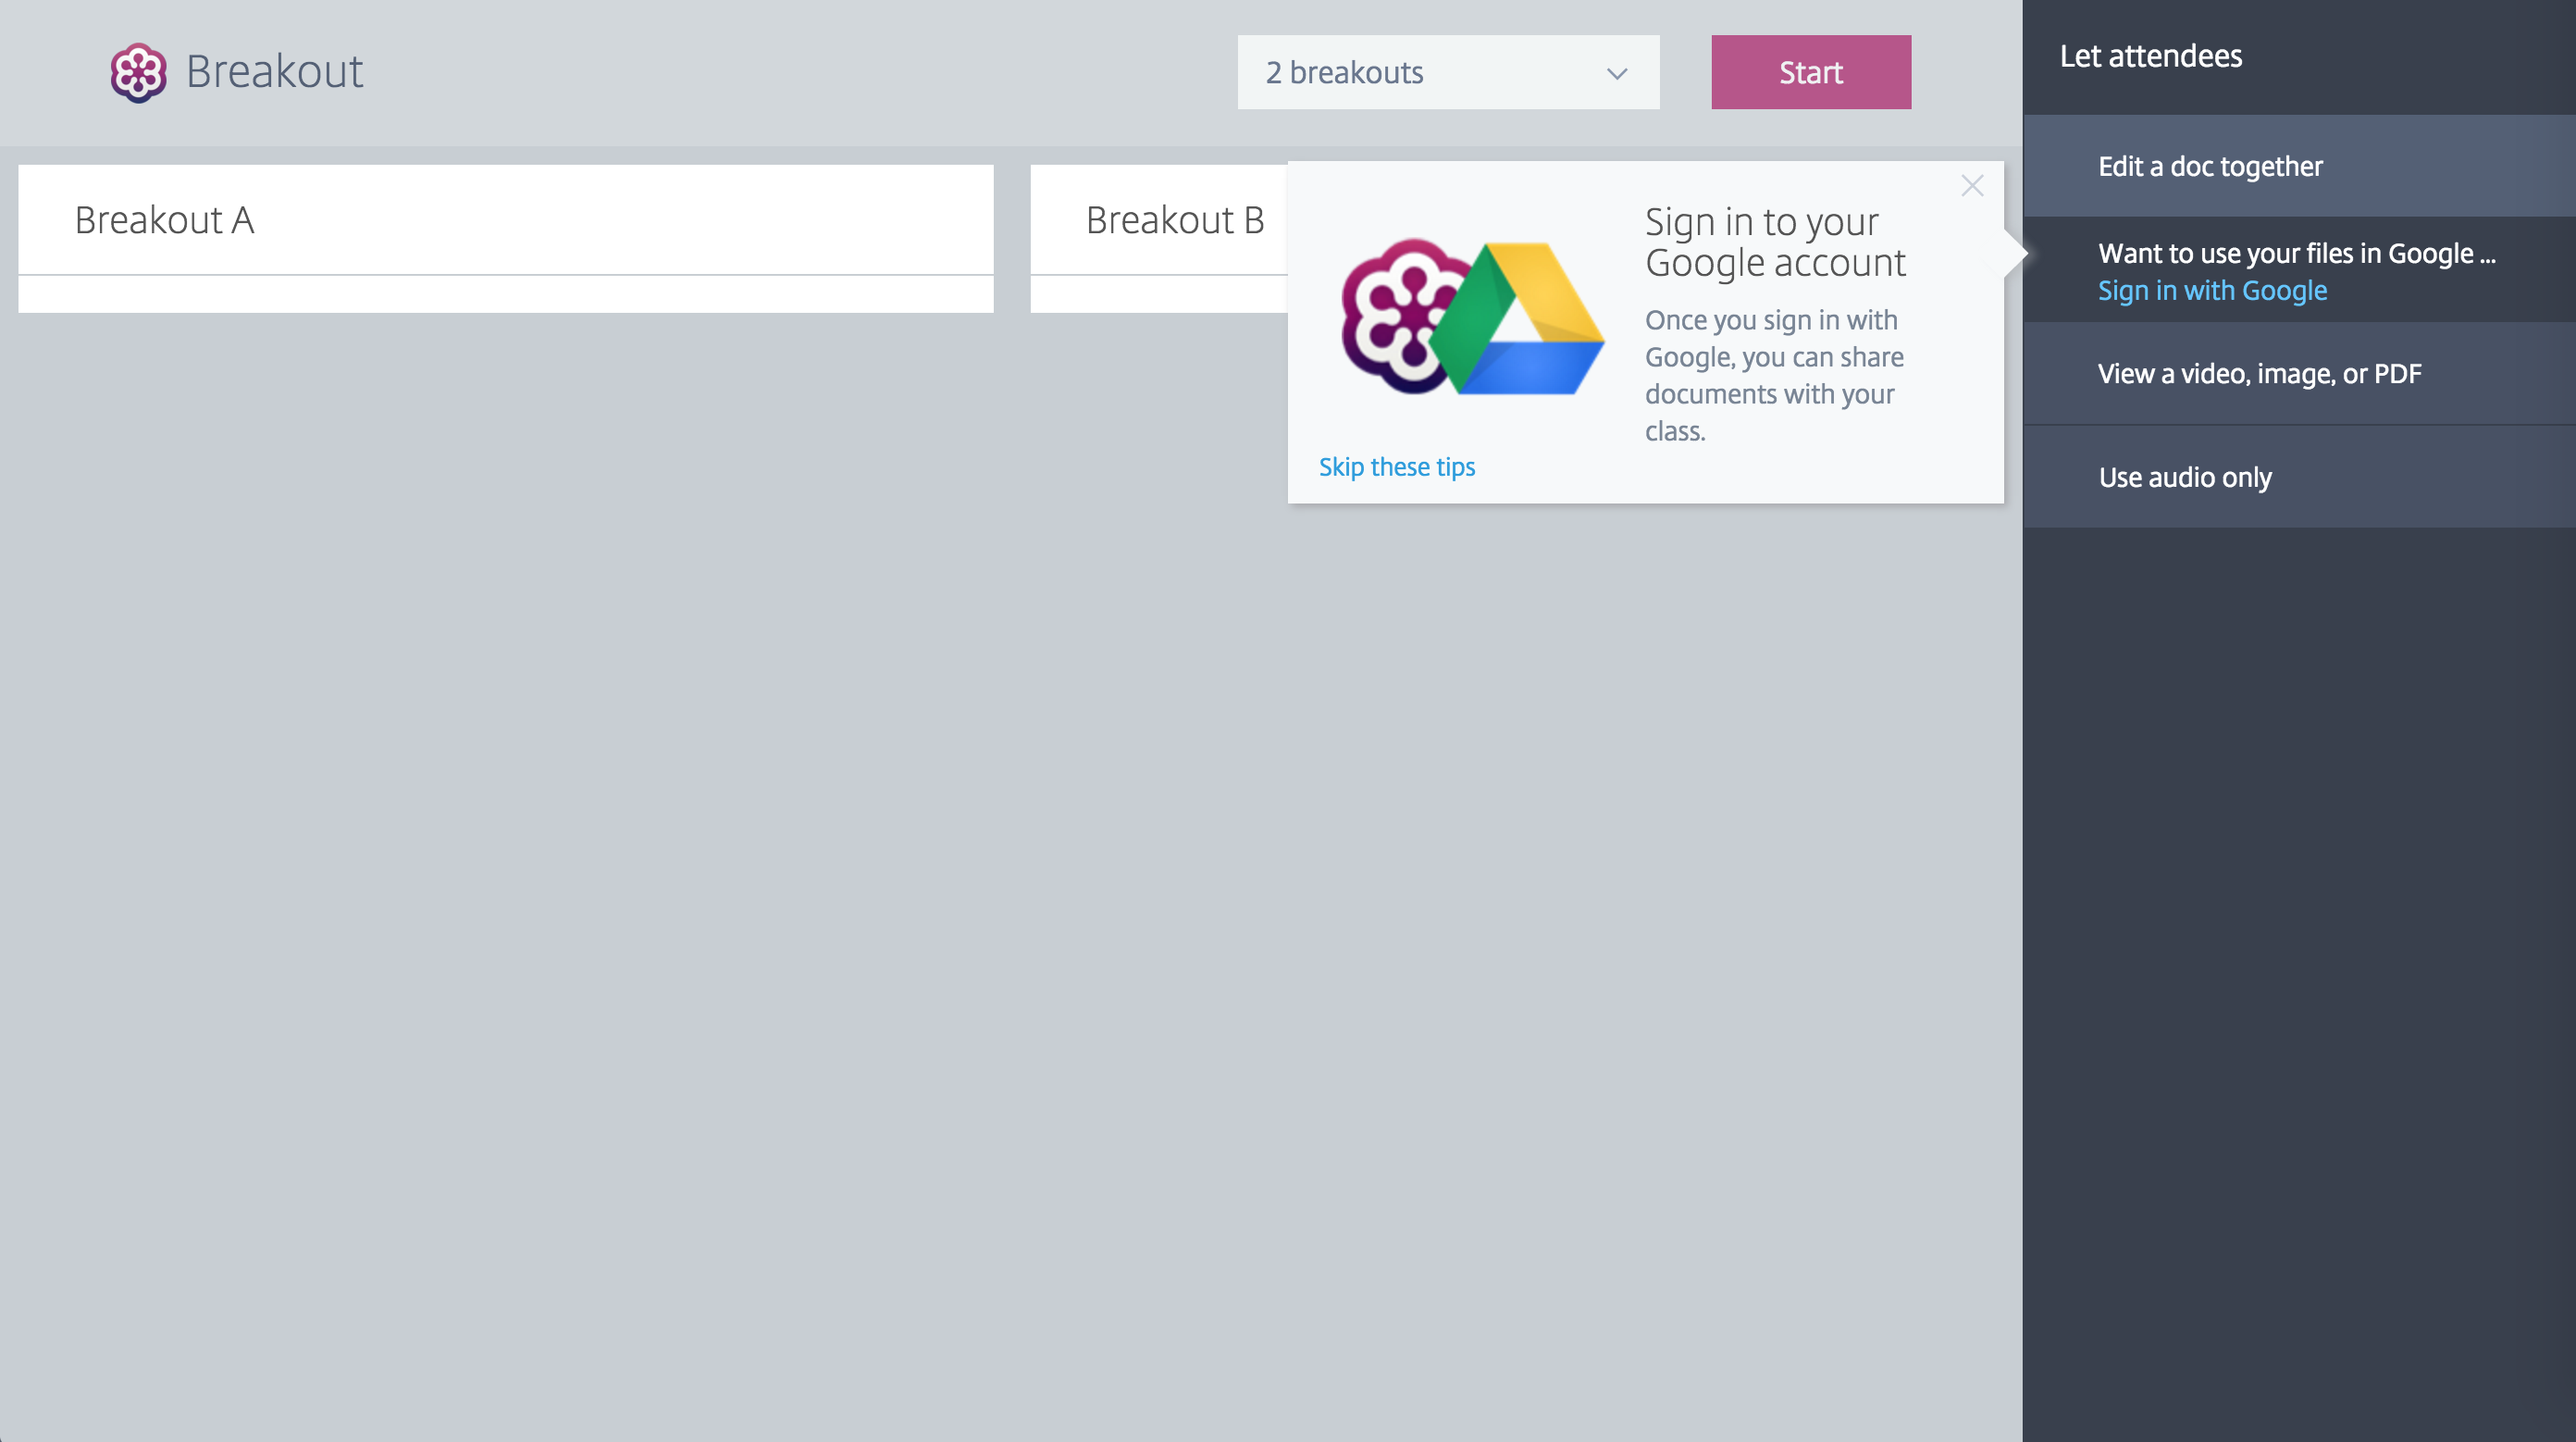 Breakout
2 breakouts
Start
Breakout A
Breakout B
Sign in to your
Google account
Once you sign in with
Google, you can share
documents with your
class.
Skip these tips
Let attendees
Edit a doc together
Want to use your files in Google ...
Sign in with Google
View a video, image, or PDF
Use audio only